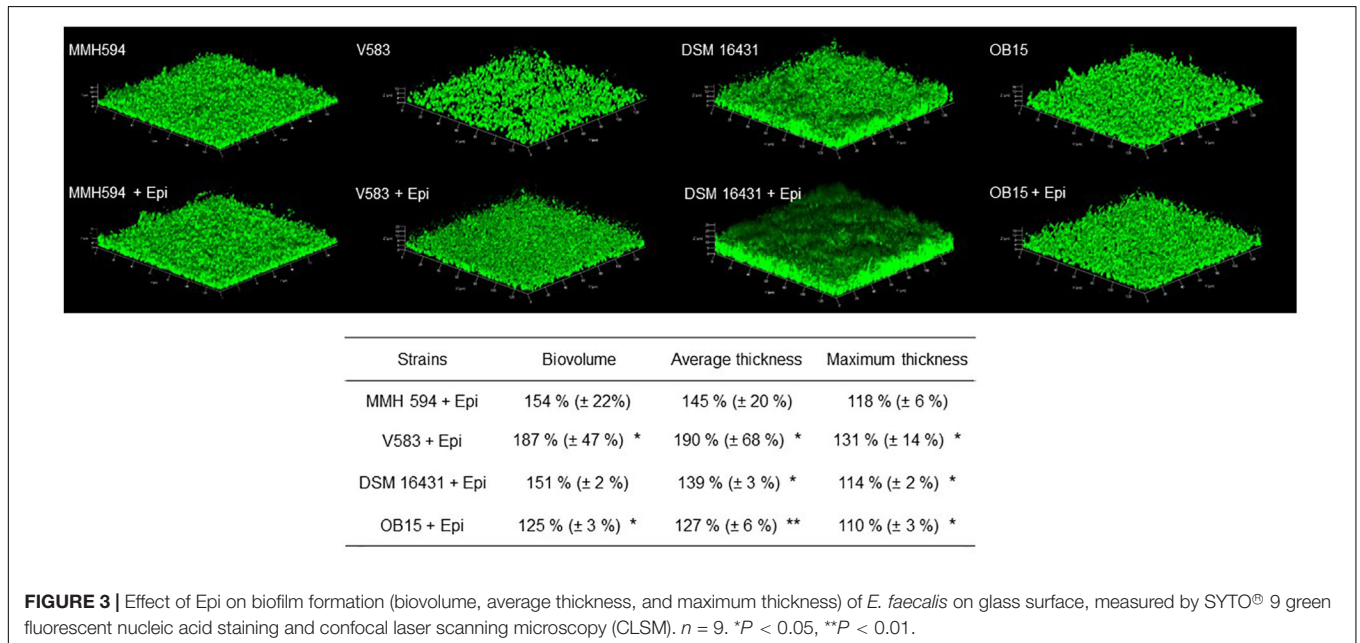 MMH594
V583
DSM 16431
OB15
MMH594 + Epi
V583 + Epi
DSM 16431 + Epi
OB15 + Epi
Strains Biovolume Average thickness Maximum thickness
MMH 594 + Epi 154 % (± 22%) 145 % (± 20 %) 118 % (± 6 %)
V583 + Epi 187 % (± 47 %) * 190 % (± 68 %) * 131 % (± 14 %) *
DSM 16431 + Epi 151 % (± 2 %) 139 % (± 3 %) * 114 % (± 2 %) *
OB15 + Epi 125 % (± 3 %) * 127 % (± 6 %) ** 110 % (± 3 %) *
FIGURE 3 | Effect of Epi on biofilm formation (biovolume, average thickness, and maximum thickness) of E. faecalis on glass surface, measured by SYTO® 9 green
fluorescent nucleic acid staining and confocal laser scanning microscopy (CLSM). n = 9. *P < 0.05, **P < 0.01.